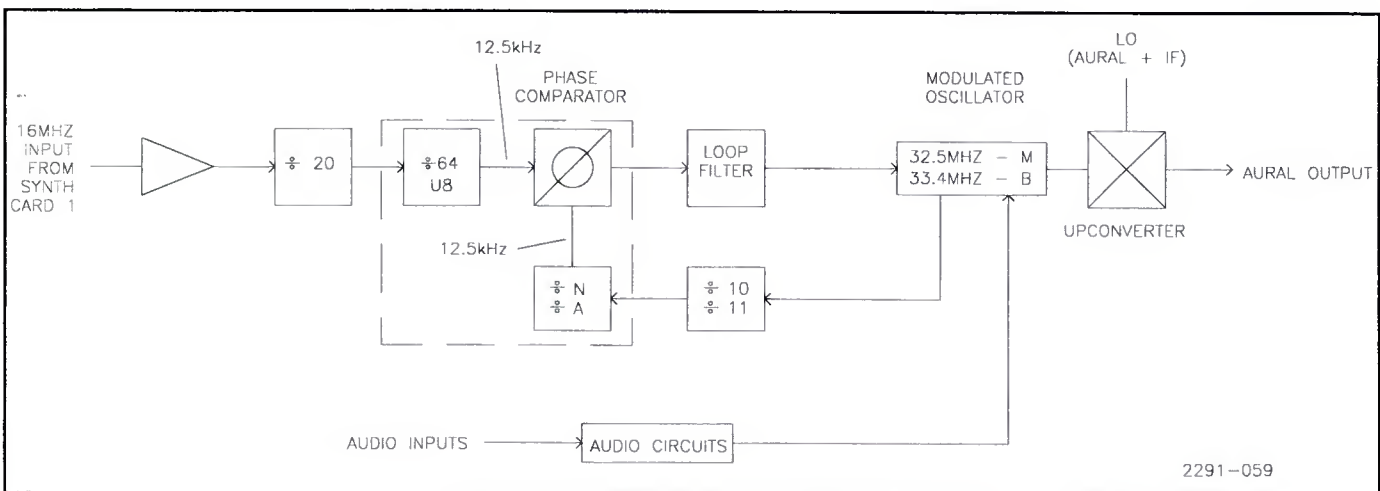 12.5kHz
LO
(AURAL + IF)
PHASE
COMPARATOR
MODULATED
OSCILLATOR
16MHZ
INPUT
FROM
SYNTH
CARD 1
÷ 20
÷64
U8
LOOP
FILTER
32.5MHZ - M
33.4MHZ - B
AURAL OUTPUT
UPCONVERTER
12.5kHz
÷ N
÷ A
÷ 10
÷ 11
AUDIO INPUTS
AUDIO CIRCUITS
2291-059